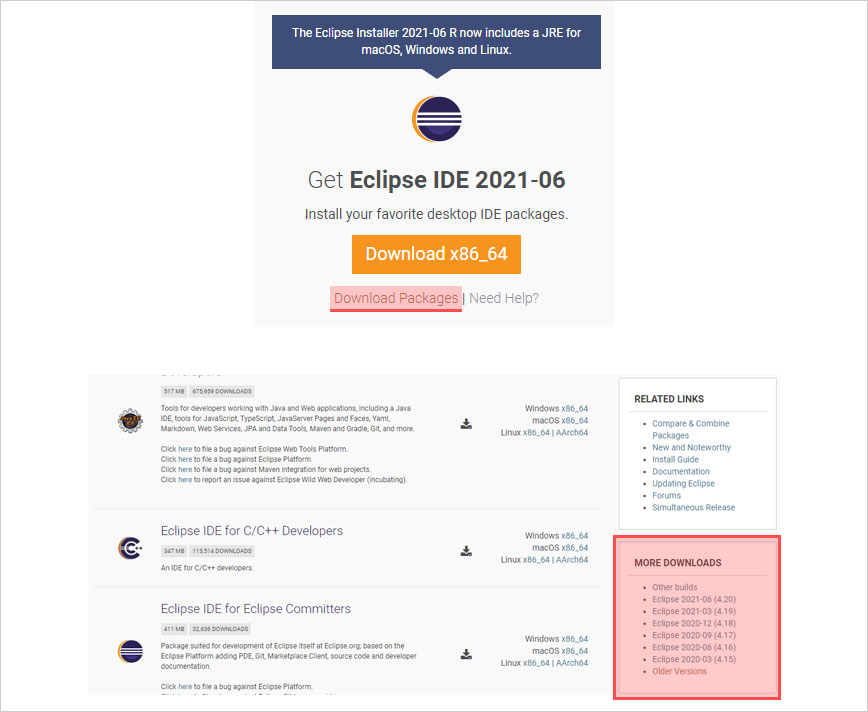 The Eclipse Installer 2021-06 R now includes a JRE for
macOS, Windows and Linux.
Get Eclipse IDE 2021-06
Install your favorite desktop IDE packages.
Download x86_64
Download Packages | Need Help?
317 MB 675,959 DOWNLOADS
Tools for developers working with Java and Web applications, including a Java
IDE, tools for JavaScript, TypeScript, JavaServer Pages and Faces, Yaml,
Markdown, Web Services, JPA and Data Tools, Maven and Gradle, Git, and more.
Click here to file a bug against Eclipse Web Tools Platform.
Click here to file a bug against Eclipse Platform.
Click here to file a bug against Maven integration for web projects.
Click here to report an issue against Eclipse Wild Web Developer (incubating).
Windows x86_64
macOS x86_64
Linux x86_64 | AArch64
Eclipse IDE for C/C++ Developers
347 MB 113,514 DOWNLOADS
An IDE for C/C++ developers.
Windows x86_64
macOS x86_64
Linux x86_64 | AArch64
Eclipse IDE for Eclipse Committers
411 MB 32,636 DOWNLOADS
Package suited for development of Eclipse itself at Eclipse.org; based on the
Eclipse Platform adding PDE, Git, Marketplace Client, source code and developer
documentation.
Click here to file a bug against Eclipse Platform.
Windows x86_64
macOS x86_64
Linux x86_64 | AArch64
RELATED LINKS
Compare & Combine
Packages
New and Noteworthy
Install Guide
Documentation
Updating Eclipse
Forums
Simultaneous Release
MORE DOWNLOADS
Other builds
Eclipse 2021-06 (4.20)
Eclipse 2021-03 (4.19)
Eclipse 2020-12 (4.18)
Eclipse 2020-09 (4.17)
Eclipse 2020-06 (4.16)
Eclipse 2020-03 (4.15)
Older Versions